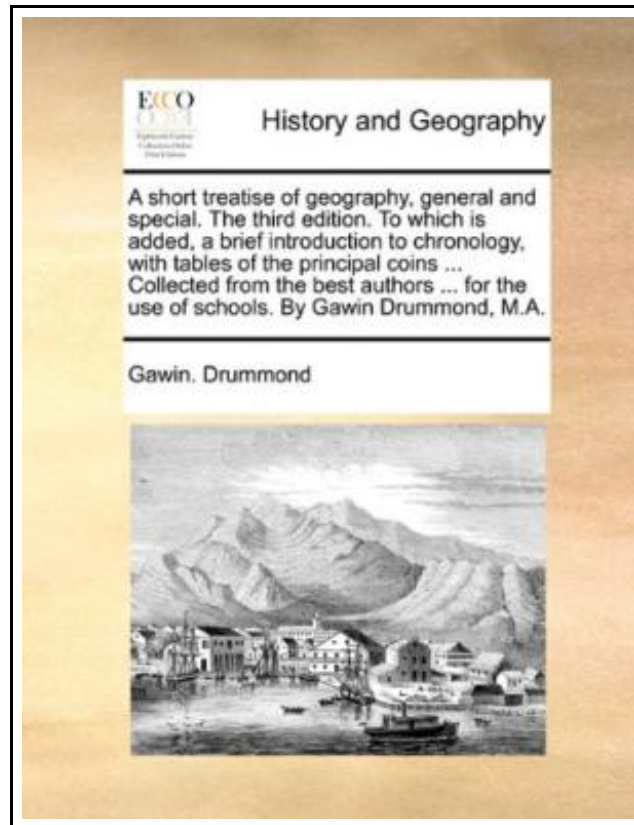 ECCO
History and Geography
A short treatise of geography, general and
special. The third edition. To which is
added, a brief introduction to chronology,
with tables of the principal coins ...
Collected from the best authors ... for the
use of schools. By Gawin Drummond, M.A.
Gawin. Drummond